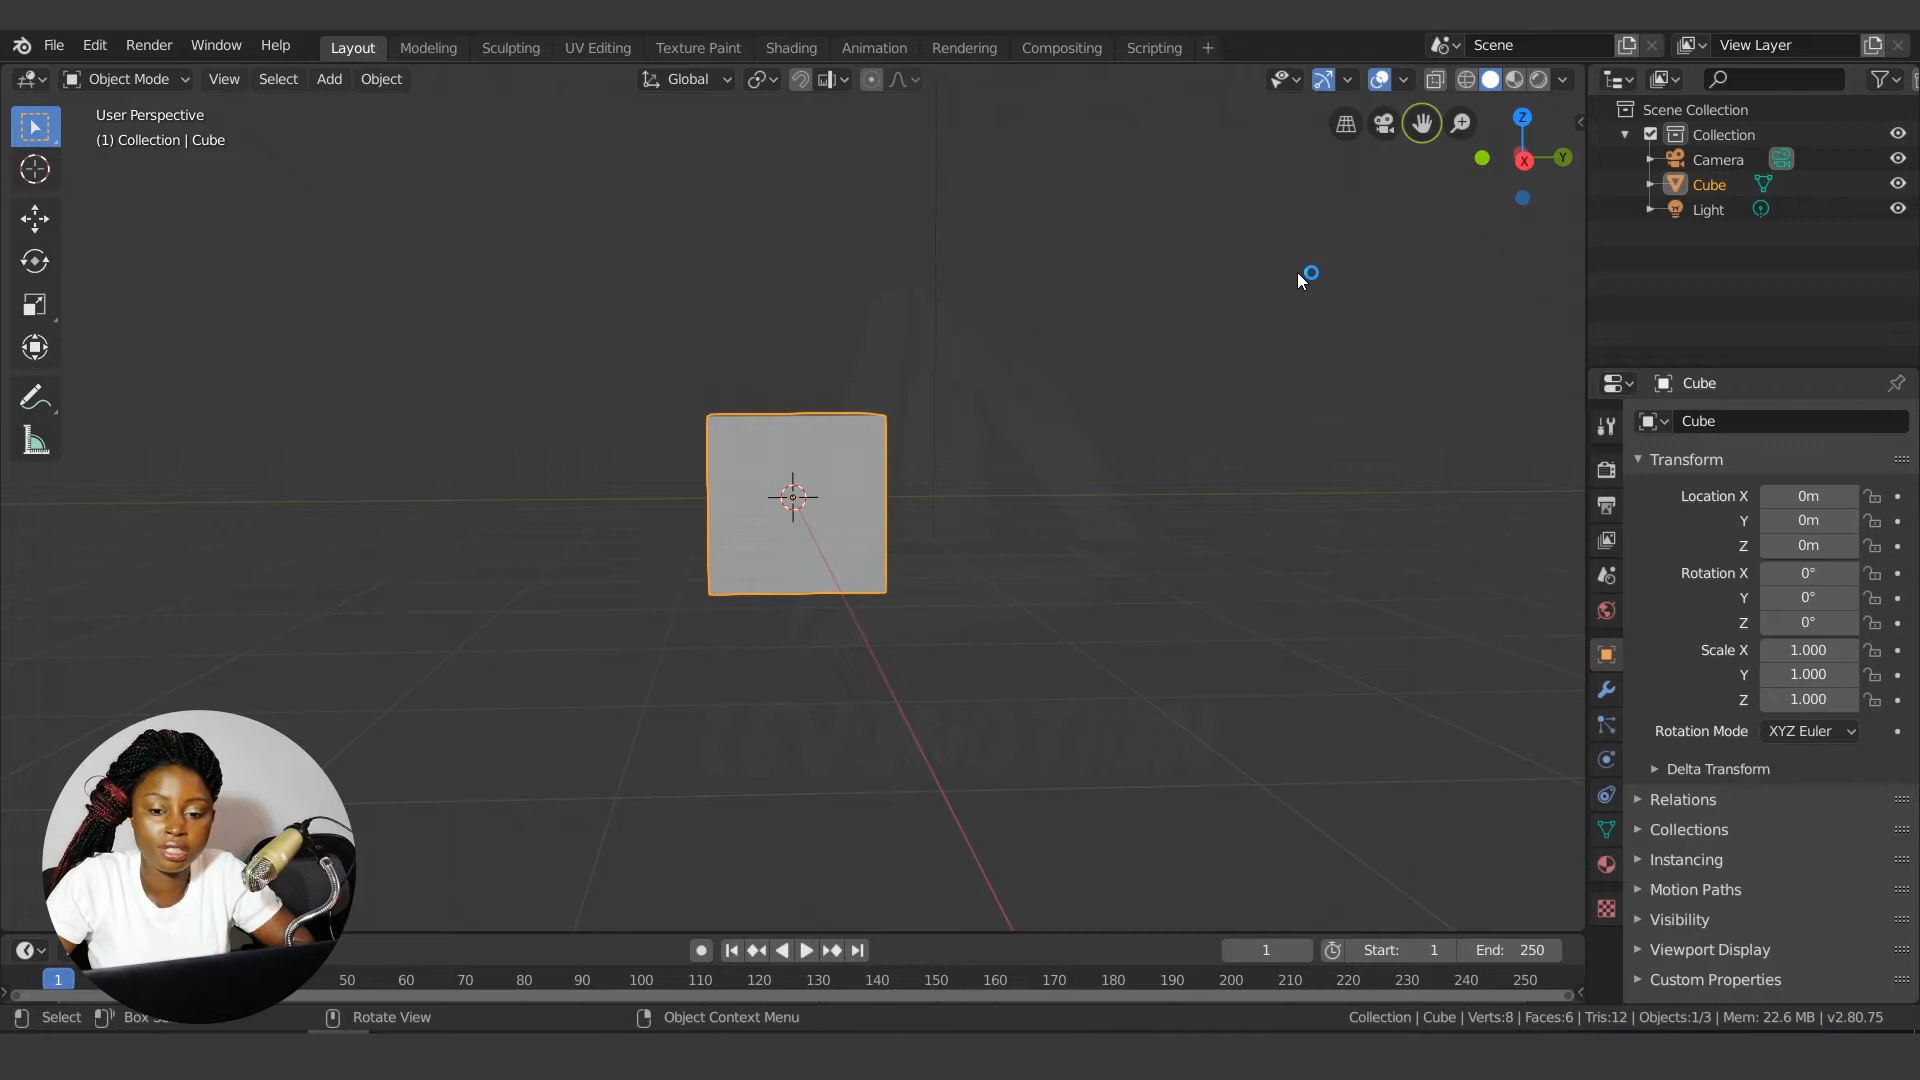 File Edit Render Window Help Layout Modeling Sculpting UV Editing Texture Paint Shading Animation Rendering Compositing Scripting + Scene View Layer
Object Mode View Select Add Object Global
User Perspective
(1) Collection | Cube
Z
X
Y
Scene Collection
Collection
Camera
Cube
Light
Cube
Cube
Transform
Location X 0m
Y 0m
Z 0m
Rotation X 0°
Y 0°
Z 0°
Scale X 1.000
Y 1.000
Z 1.000
Rotation Mode XYZ Euler
Delta Transform
Relations
Collections
Instancing
Motion Paths
Visibility
Viewport Display
Custom Properties
1 Start: 1 End: 250
1 50 60 70 80 90 100 110 120 130 140 150 160 170 180 190 200 210 220 230 240 250
Select Box Rotate View Object Context Menu Collection | Cube | Verts:8 | Faces:6 | Tris:12 | Objects:1/3 | Mem: 22.6 MB | v2.80.75